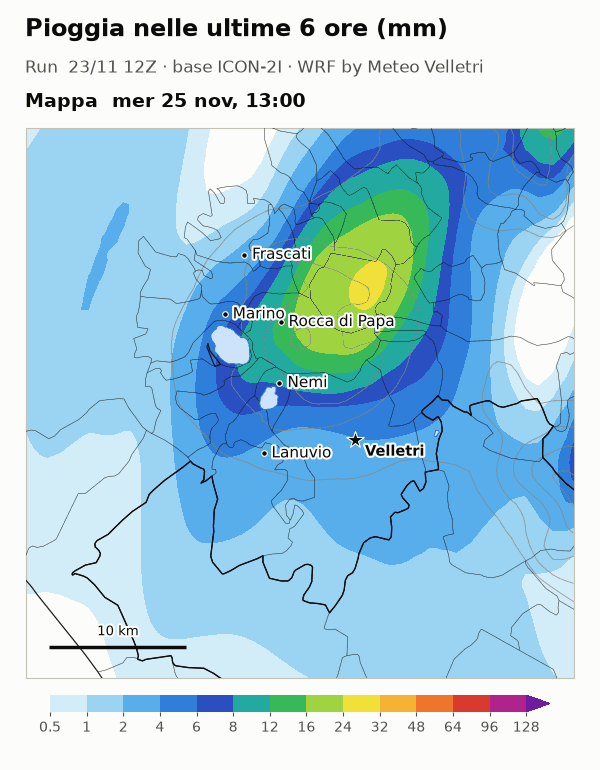 Pioggia nelle ultime 6 ore (mm)
Run  23/11 12Z · base ICON-2I · WRF by Meteo Velletri
Mappa  mer 25 nov, 13:00
Frascati
Marino
Rocca di Papa
Nemi
Velletri
Lanuvio
10 km
0.5 1 2 4 6 8 12 16 24 32 48 64 96 128